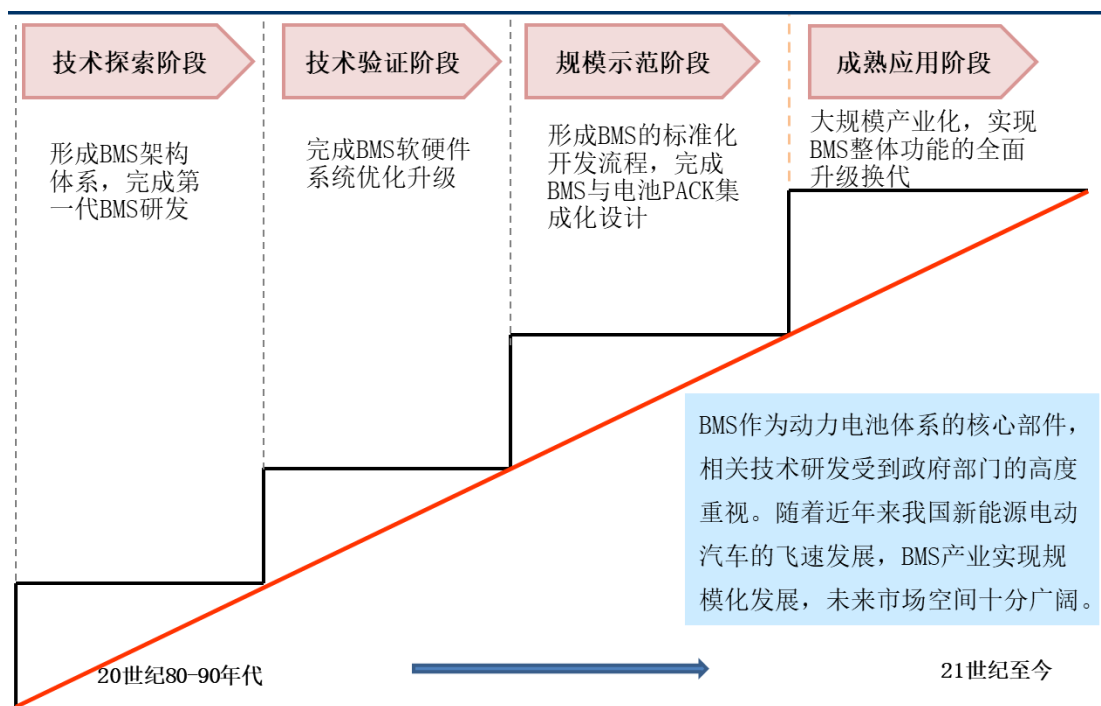 技术探索阶段
技术验证阶段
规模示范阶段
成熟应用阶段
形成BMS架构
体系，完成第
一代BMS研发
完成BMS软硬件
系统优化升级
形成BMS的标准化
开发流程，完成
BMS与电池PACK集
成化设计
大规模产业化，实现
BMS整体功能的全面
升级换代
BMS作为动力电池体系的核心部件，
相关技术研发受到政府部门的高度
重视。随着近年来我国新能源电动
汽车的飞速发展，BMS产业实现规
模化发展，未来市场空间十分广阔。
20世纪80-90年代
21世纪至今